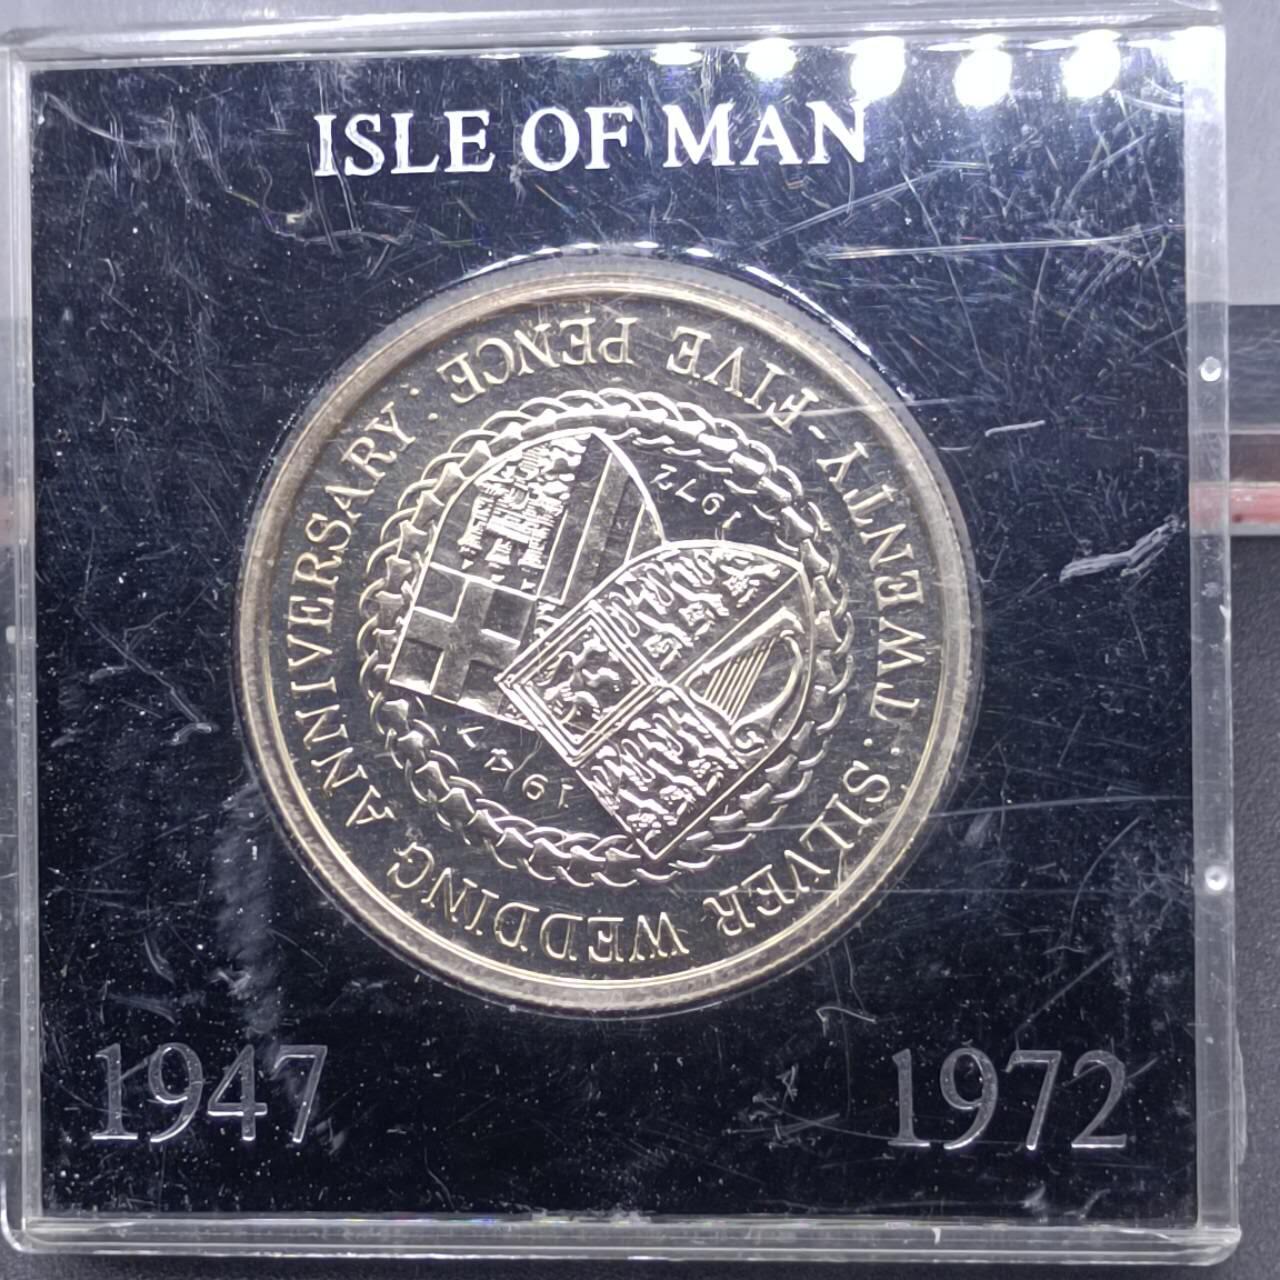 ISLE OF MAN
SILVER WEDDING ANNIVERSARY: PENCE
TWENTY-FIVE
1972
1947
1947 1972